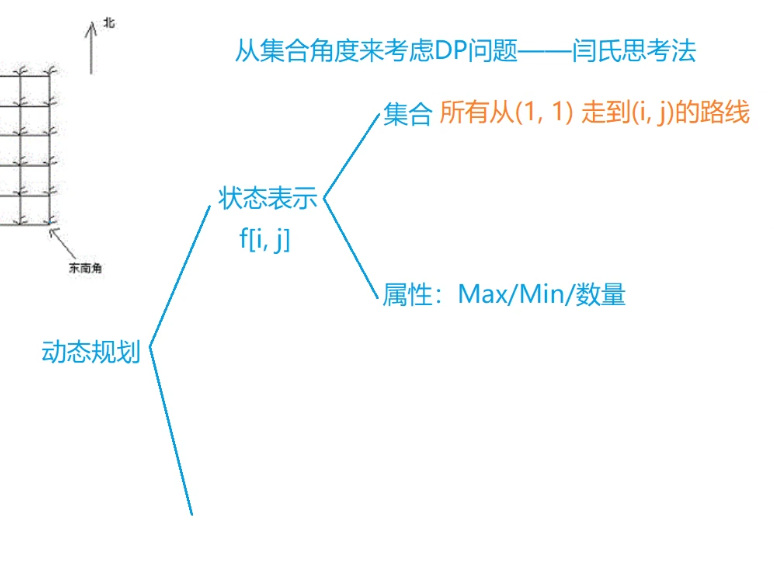 北
从集合角度来考虑DP问题——闫氏思考法
集合 所有从(1, 1) 走到(i, j)的路线
状态表示
f[i, j]
东南角
属性：Max/Min/数量
动态规划